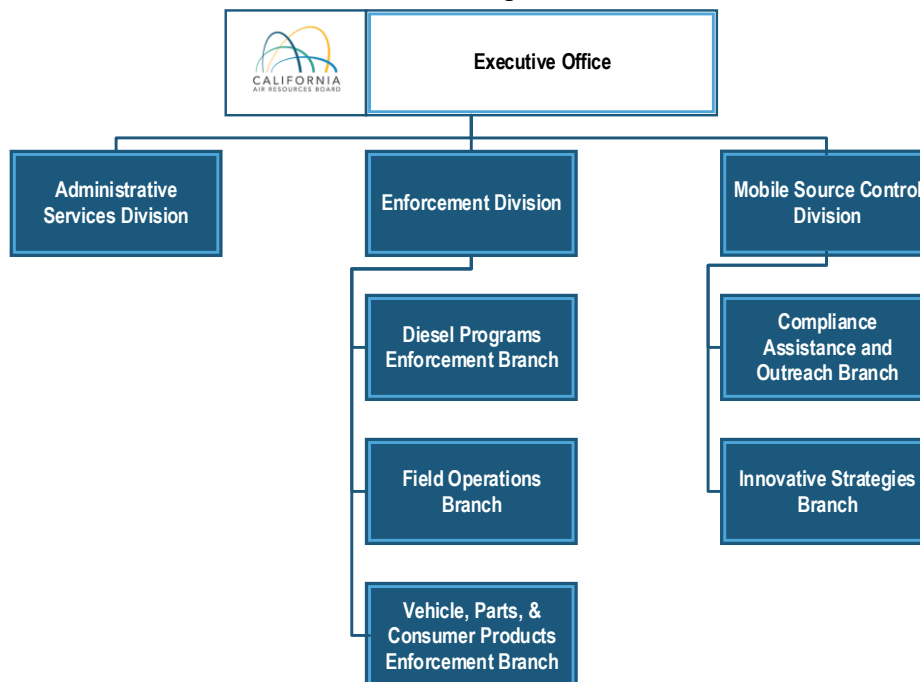 CALIFORNIA
AIR RESOURCES BOARD
Executive Office
Administrative
Services Division
Enforcement Division
Mobile Source Control
Division
Diesel Programs
Enforcement Branch
Compliance
Assistance and
Outreach Branch
Field Operations
Branch
Innovative Strategies
Branch
Vehicle, Parts, &
Consumer Products
Enforcement Branch